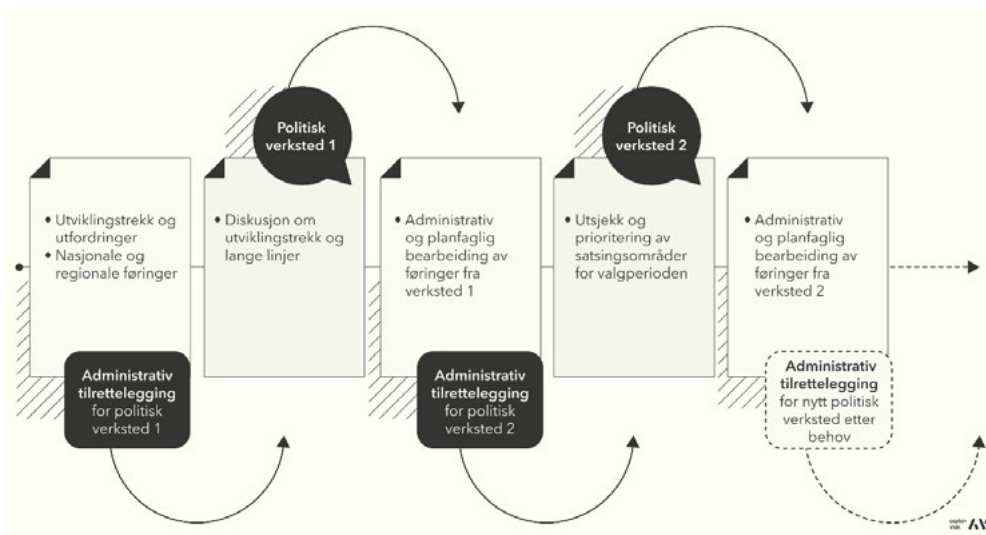 Politisk
verksted 1
Politisk
verksted 2
• Utviklingstrekk og
utfordringer
• Nasjonale og
regionale føringer
• Diskusjon om
utviklingstrekk og
lange linjer
• Administrativ
og planfaglig
bearbeiding av
føringer fra
verksted 1
• Utsjekk og
prioritering av
satsingsområder
for valgperioden
• Administrativ
og planfaglig
bearbeiding av
føringer fra
verksted 2
Administrativ
tilrettelegging
for politisk
verksted 1
Administrativ
tilrettelegging
for politisk
verksted 2
Administrativ
tilrettelegging
for nytt politisk
verksted etter
behov